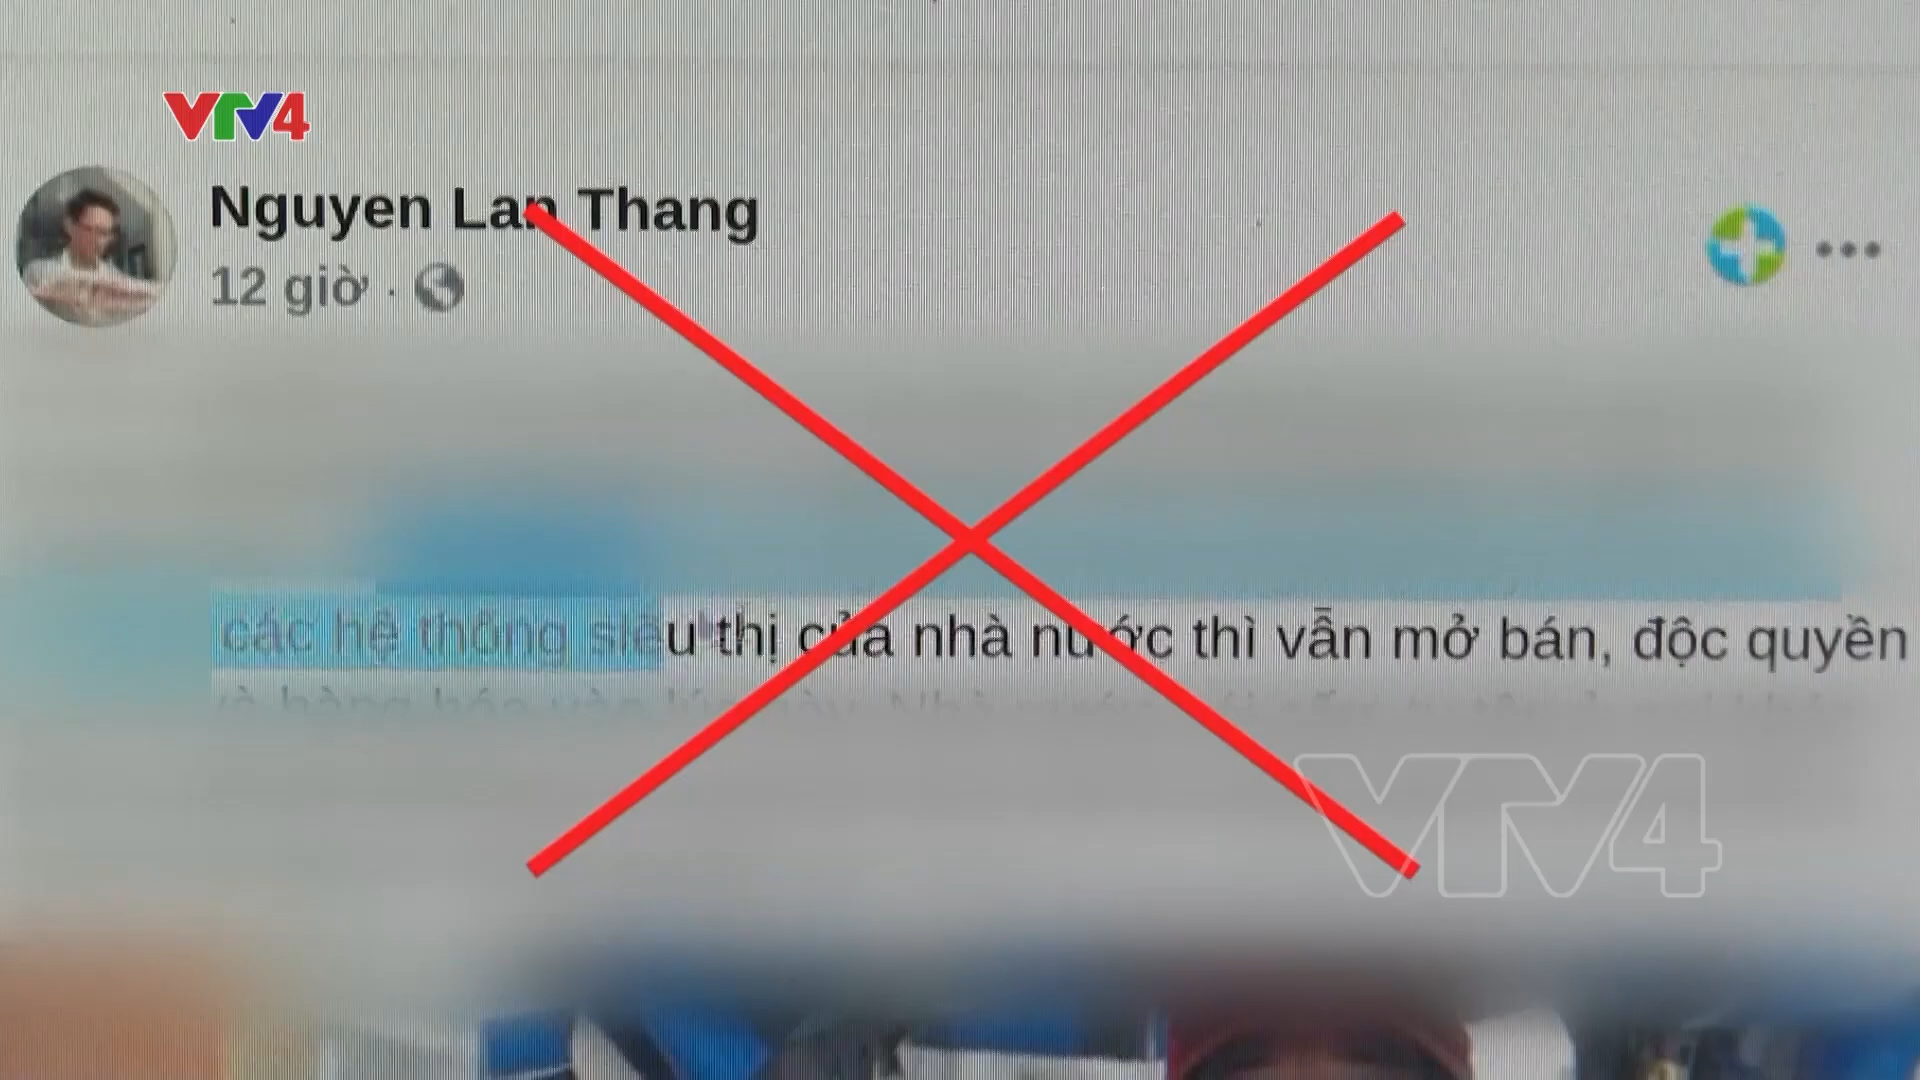 VTV4
Nguyen Lan Thang
12 giờ ·
các hệ thống siêu thị của nhà nước thì vẫn mở bán, độc quyền
VTV4